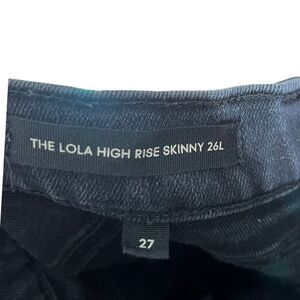 THE LOLA HIGH RISE SKINNY 26L
27